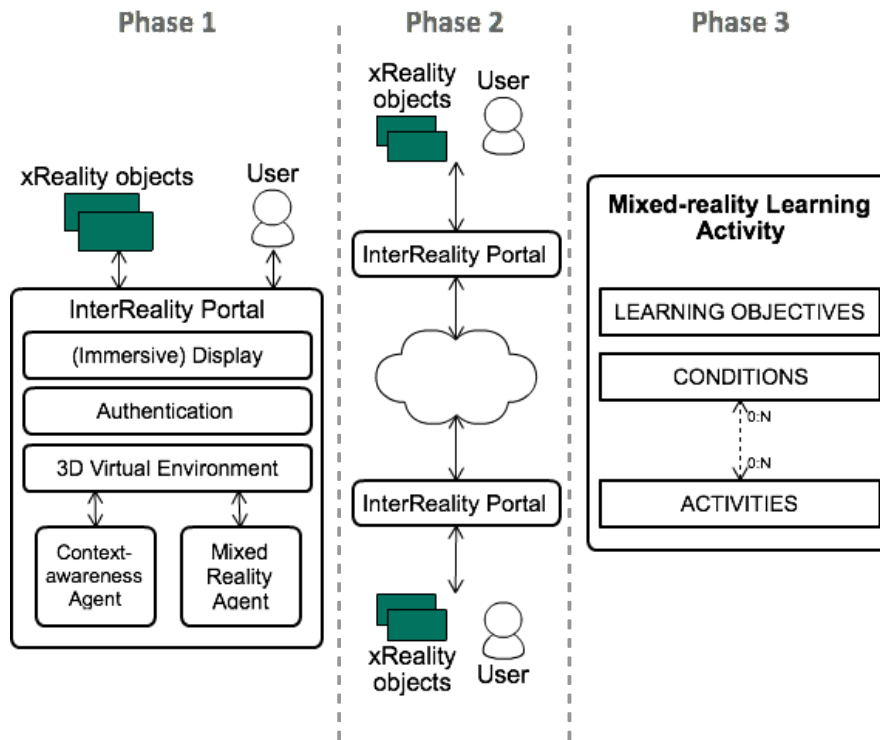 Phase 1
xReality objects
User
InterReality Portal
(Immersive) Display
Authentication
3D Virtual Environment
Context-
awareness
Agent
Mixed
Reality
Agent
Phase 2
xReality
objects
User
InterReality Portal
InterReality Portal
xReality
objects
User
Phase 3
Mixed-reality Learning
Activity
LEARNING OBJECTIVES
CONDITIONS
0:N
0:N
ACTIVITIES